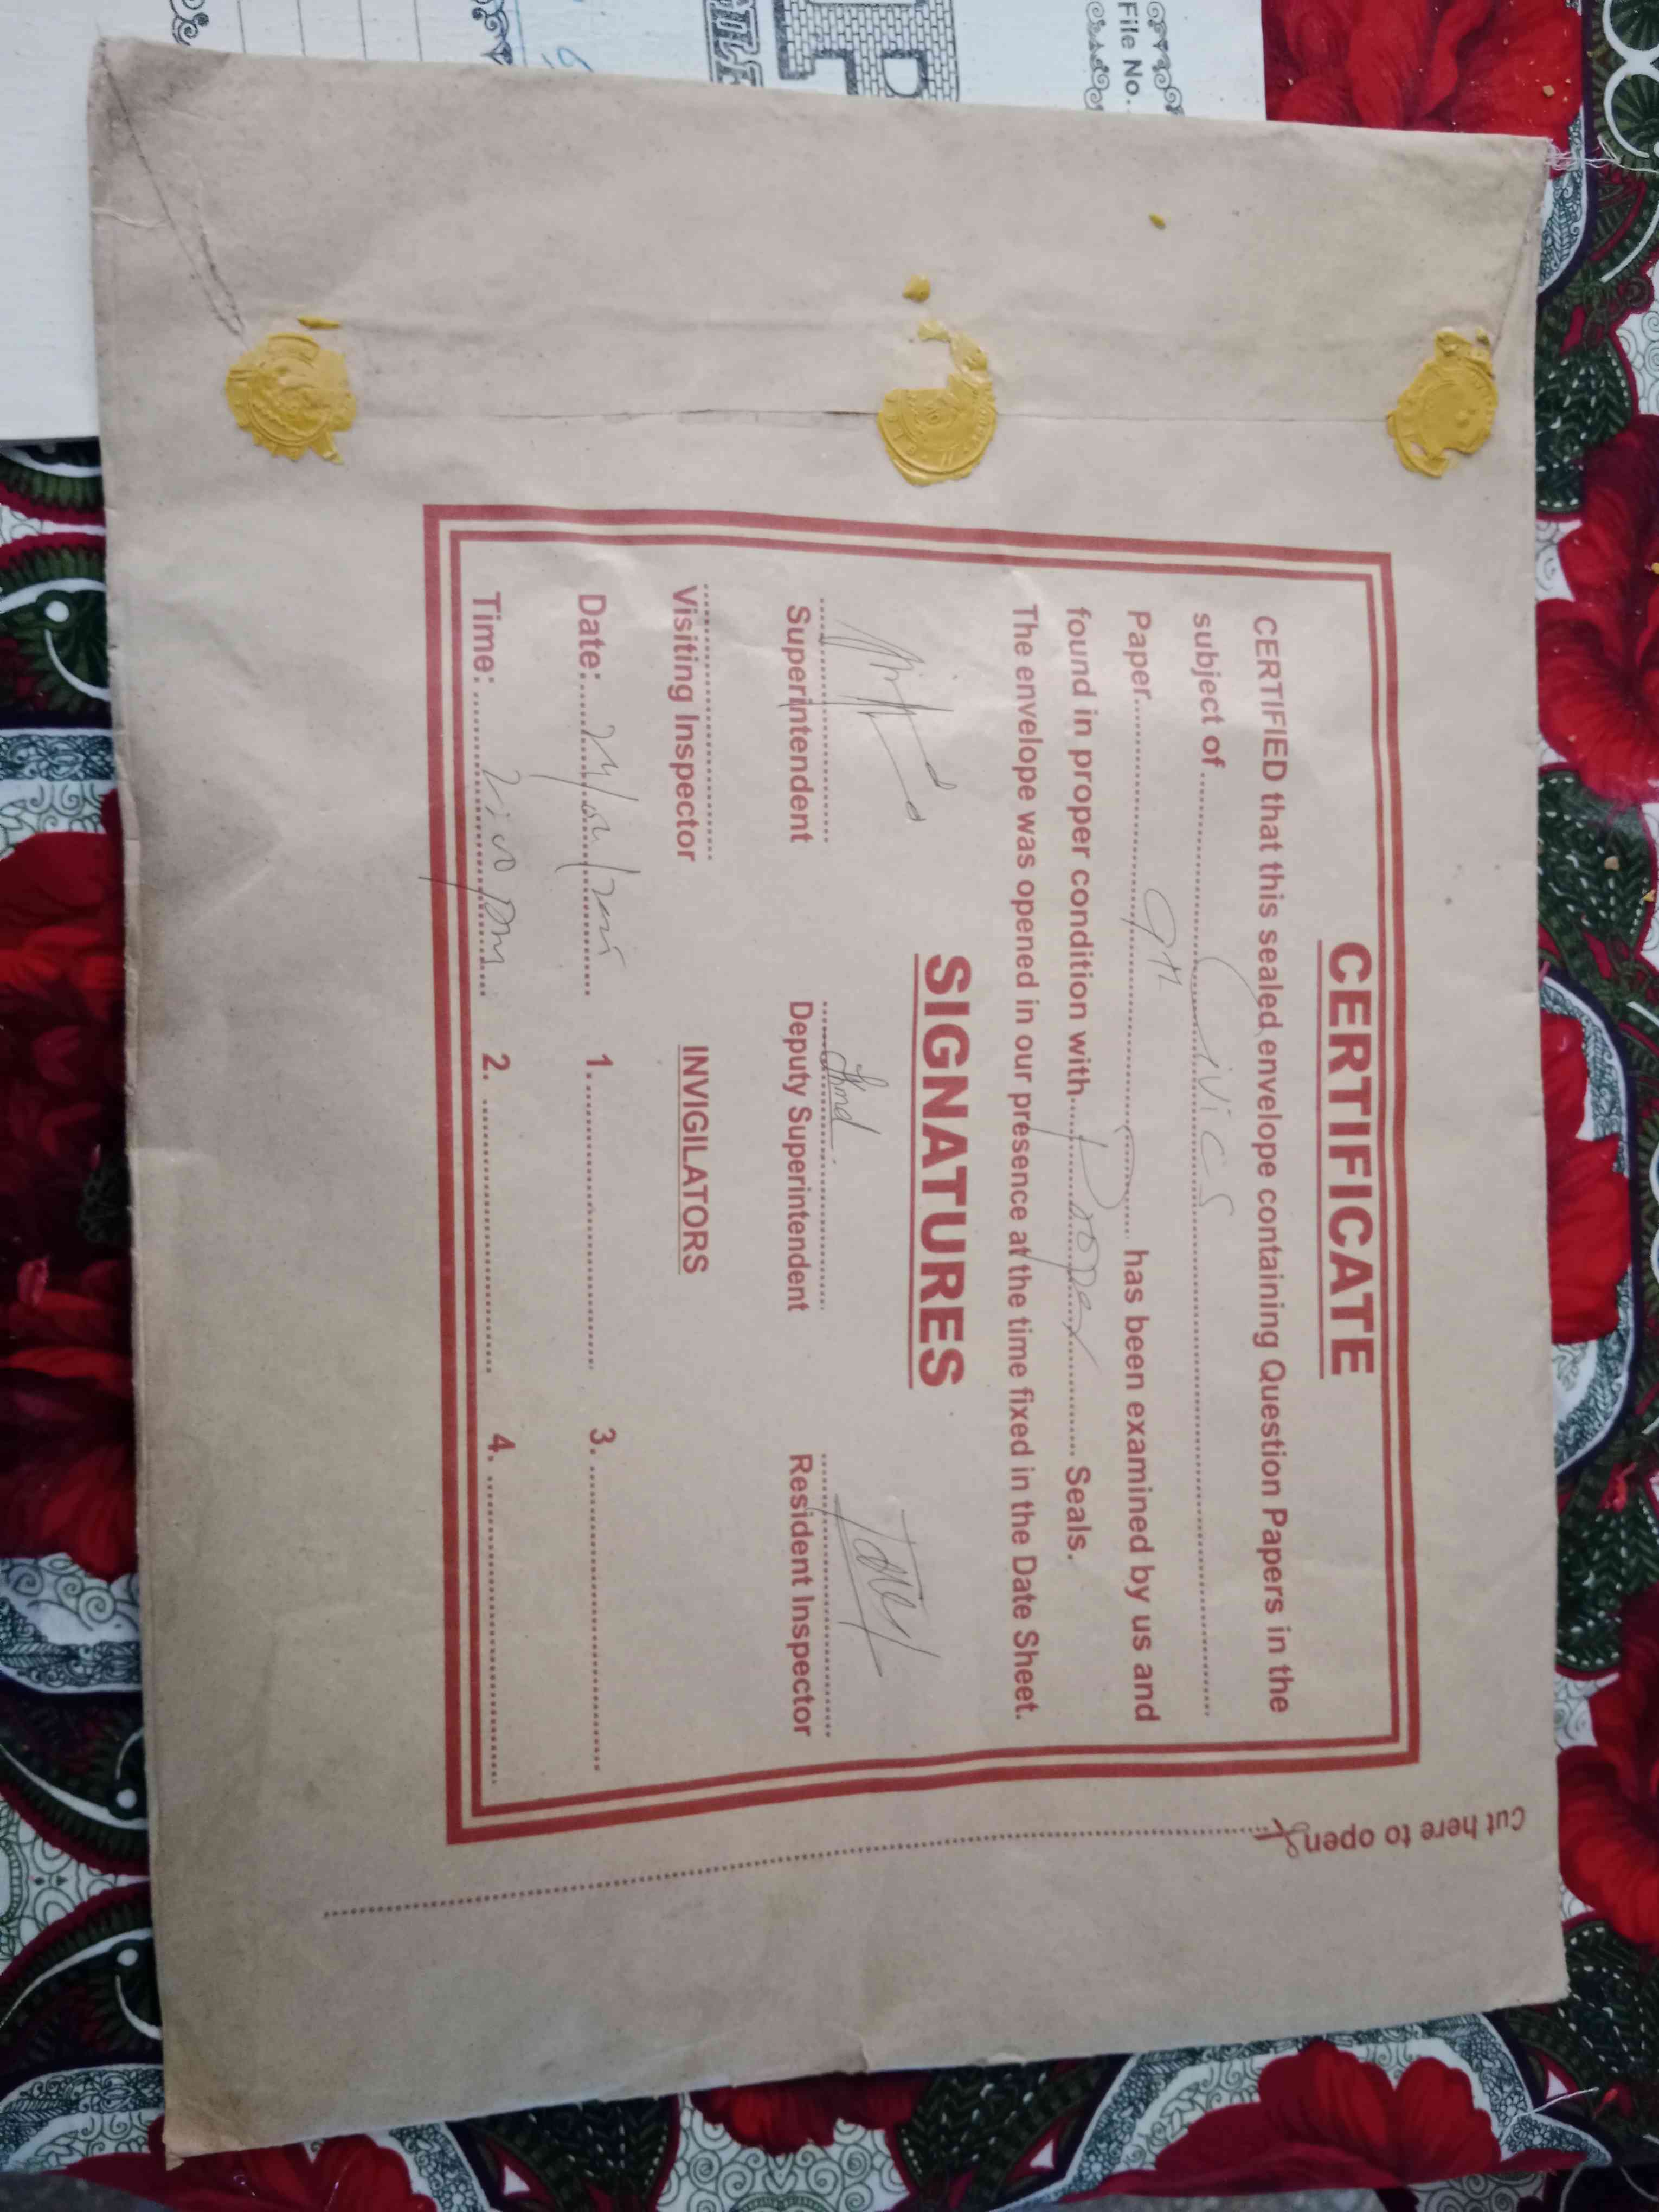 File No.
FILE
CERTIFICATE
CERTIFIED that this sealed envelope containing Question Papers in the
subject of Civics
Paper 9th has been examined by us and
found in proper condition with Proper Seals.
The envelope was opened in our presence at the time fixed in the Date Sheet.
SIGNATURES
Superintendent Deputy Superintendent Resident Inspector
Visiting Inspector INVIGILATORS
Date: 1. 3.
Time: pm 2. 4.
Cut here to open